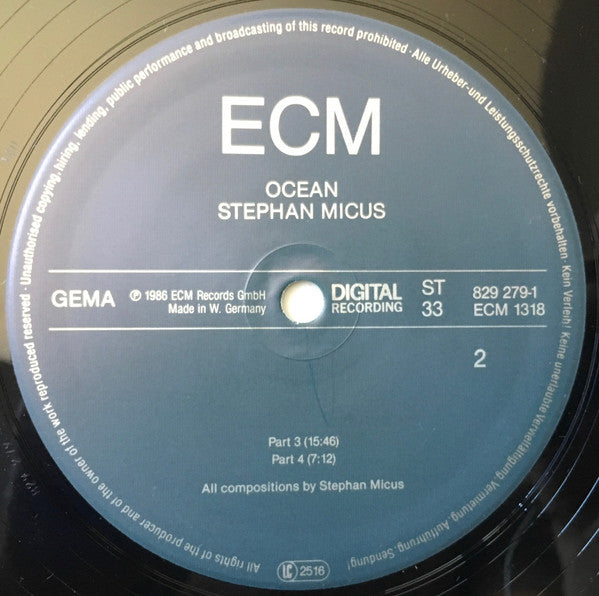 ECM
OCEAN
STEPHAN MICUS
GEMA
℗ 1986 ECM Records GmbH
Made in W. Germany
DIGITAL
RECORDING
ST
33
829 279-1
ECM 1318
2
Part 3 (15:46)
Part 4 (7:12)
All compositions by Stephan Micus
LC 2516
All rights of the producer and of the owner of the work reproduced reserved · Unauthorised copying, hiring, lending, public performance and broadcasting of this record prohibited · Alle Urheber- und Leistungsschutzrechte vorbehalten · Kein Verleih! Keine unerlaubte Vervielfältigung, Vermietung, Aufführung, Sendung!